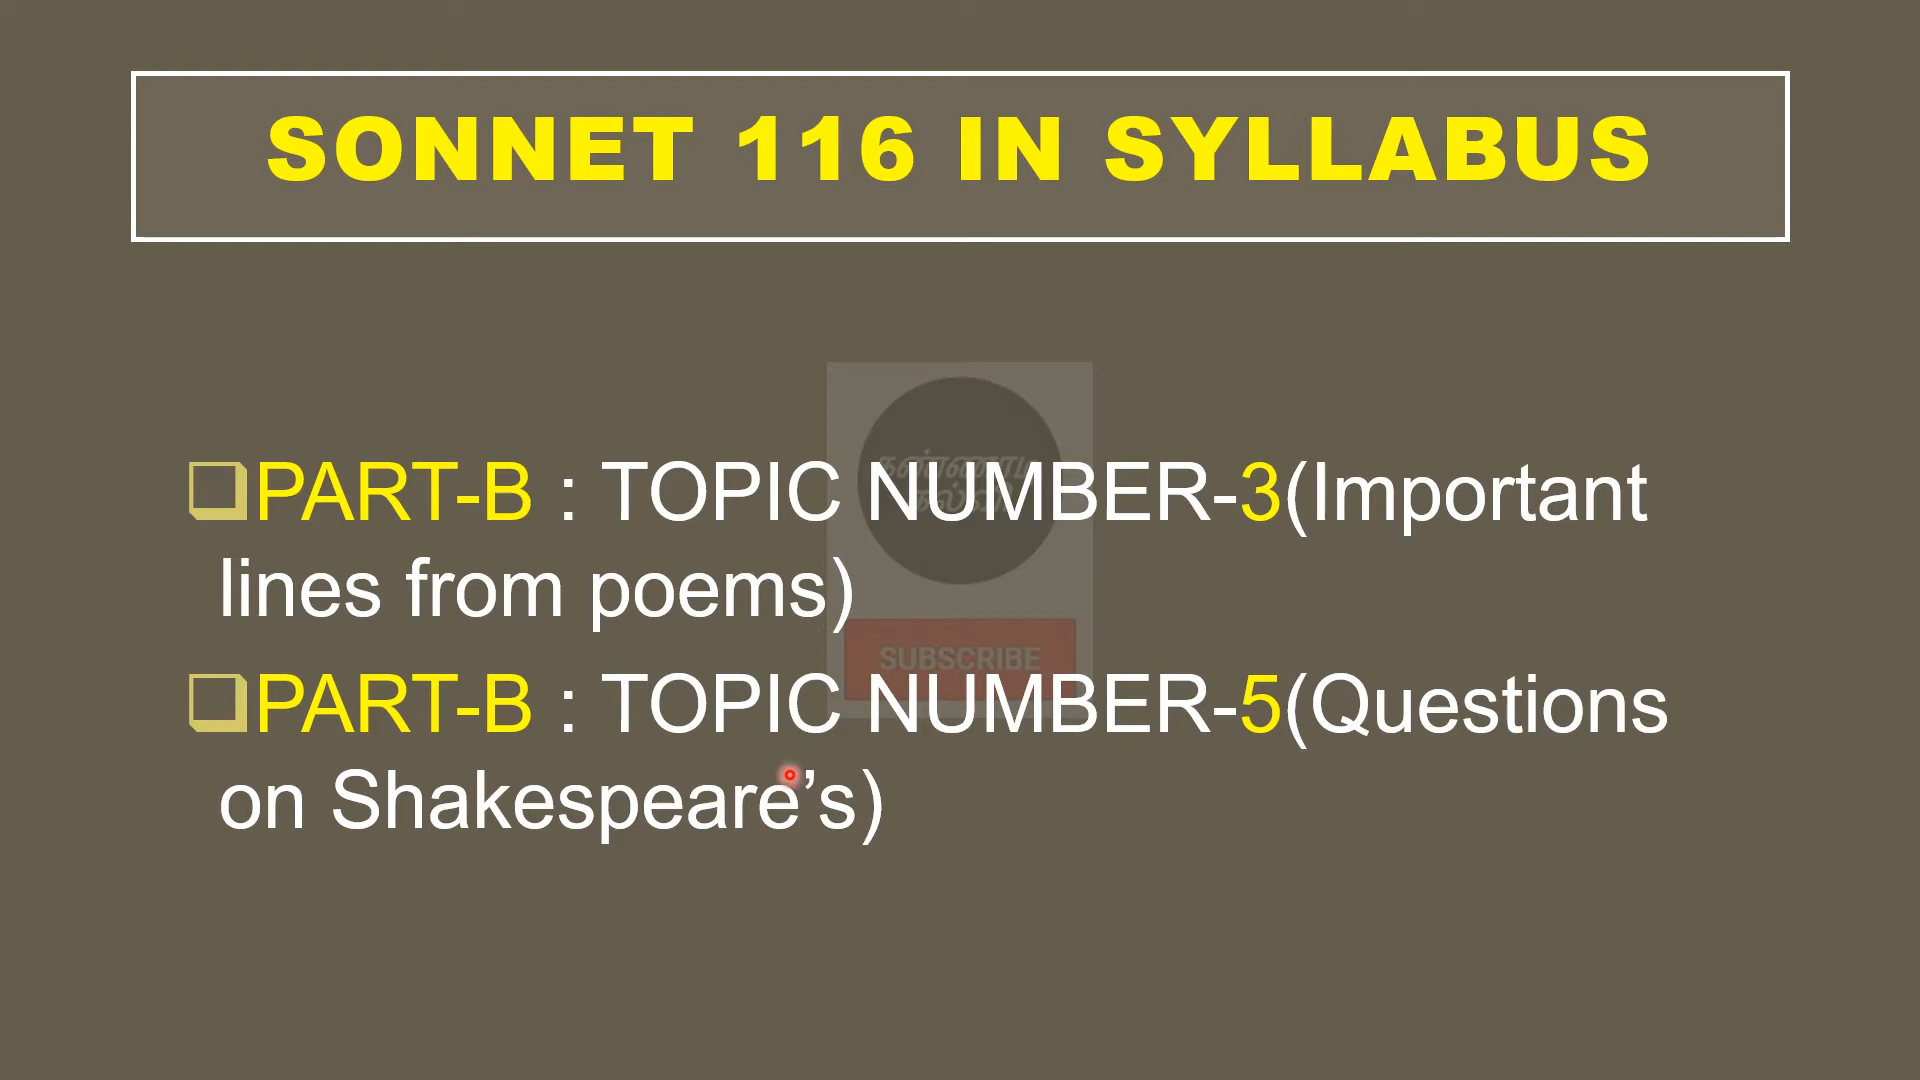 SONNET 116 IN SYLLABUS
PART-B : TOPIC NUMBER-3(Important
lines from poems)
SUBSCRIBE
PART-B : TOPIC NUMBER-5(Questions
on Shakespeare’s)